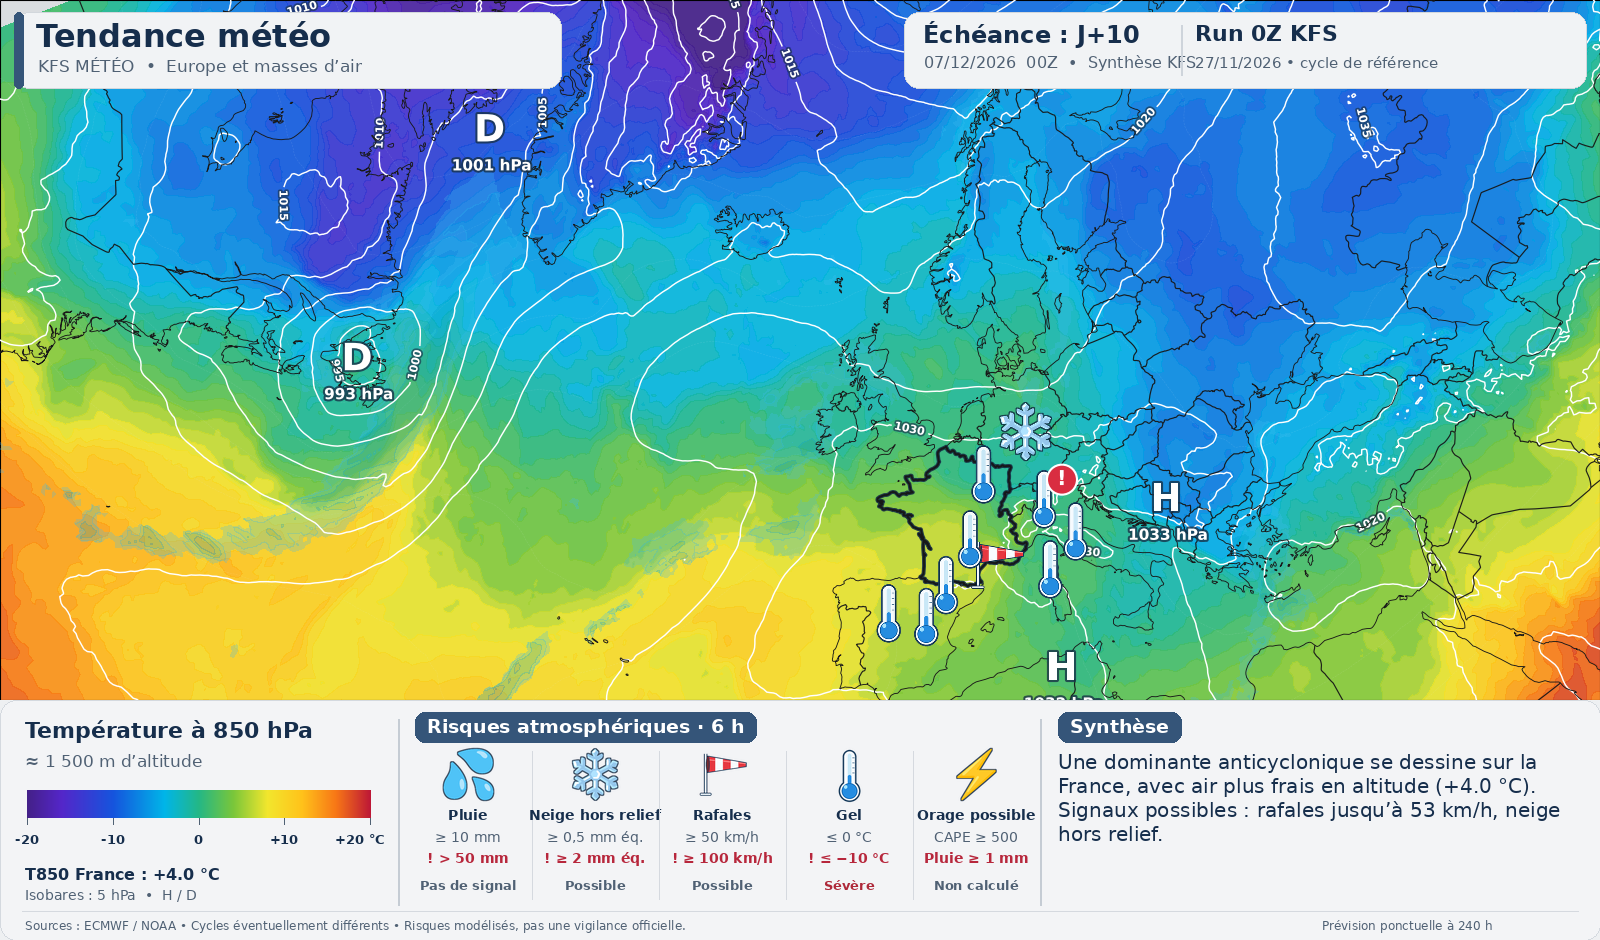 Tendance météo
KFS MÉTÉO • Europe et masses d’air
Échéance : J+10
07/12/2026 00Z • Synthèse KFS
Run 0Z KFS
27/11/2026 • cycle de référence
1010
1015
1005
1010
1015
1020
1035
D
1001 hPa
1015
D
993 hPa
995
1000
1030
!
H
1033 hPa
1020
30
H
Température à 850 hPa
≈ 1 500 m d’altitude
-20
-10
0
+10
+20 °C
T850 France : +4.0 °C
Isobares : 5 hPa • H / D
Risques atmosphériques · 6 h
Pluie
≥ 10 mm
! > 50 mm
Pas de signal
Neige hors relief
≥ 0,5 mm éq.
! ≥ 2 mm éq.
Possible
Rafales
≥ 50 km/h
! ≥ 100 km/h
Possible
Gel
≤ 0 °C
! ≤ −10 °C
Sévère
Orage possible
CAPE ≥ 500
Pluie ≥ 1 mm
Non calculé
Synthèse
Une dominante anticyclonique se dessine sur la
France, avec air plus frais en altitude (+4.0 °C).
Signaux possibles : rafales jusqu’à 53 km/h, neige
hors relief.
Sources : ECMWF / NOAA • Cycles éventuellement différents • Risques modélisés, pas une vigilance officielle.
Prévision ponctuelle à 240 h